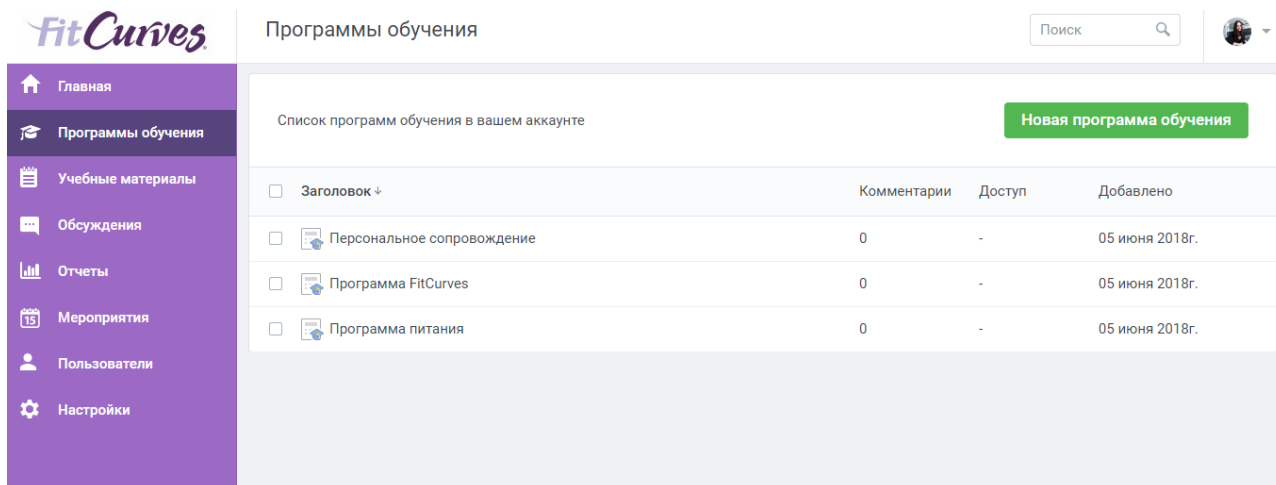 FitCurves
Программы обучения
Поиск
Главная
Программы обучения
Учебные материалы
Обсуждения
Отчеты
15
Мероприятия
Пользователи
Настройки
Список программ обучения в вашем аккаунте
Новая программа обучения
Заголовок Комментарии Доступ Добавлено
Персональное сопровождение 0 - 05 июня 2018г.
Программа FitCurves 0 - 05 июня 2018г.
Программа питания 0 - 05 июня 2018г.